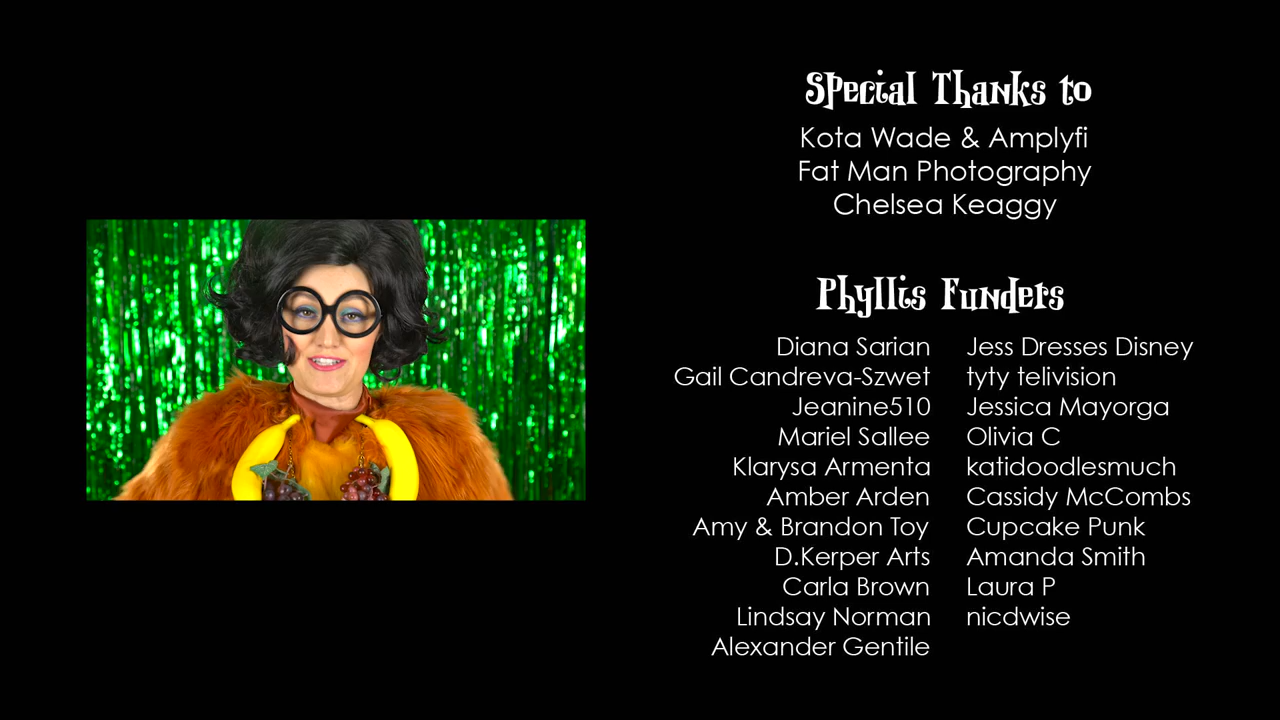 Special Thanks to
Kota Wade & Amplyfi
Fat Man Photography
Chelsea Keaggy
Phyllis Funders
Diana Sarian
Gail Candreva-Szwet
Jeanine510
Mariel Sallee
Klarysa Armenta
Amber Arden
Amy & Brandon Toy
D.Kerper Arts
Carla Brown
Lindsay Norman
Alexander Gentile
Jess Dresses Disney
tyty telivision
Jessica Mayorga
Olivia C
katidoodlesmuch
Cassidy McCombs
Cupcake Punk
Amanda Smith
Laura P
nicdwise